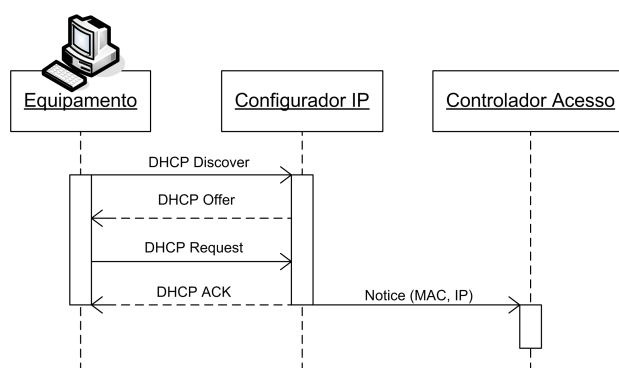 Equipamento
Configurador IP
Controlador Acesso
DHCP Discover
DHCP Offer
DHCP Request
DHCP ACK
Notice (MAC, IP)